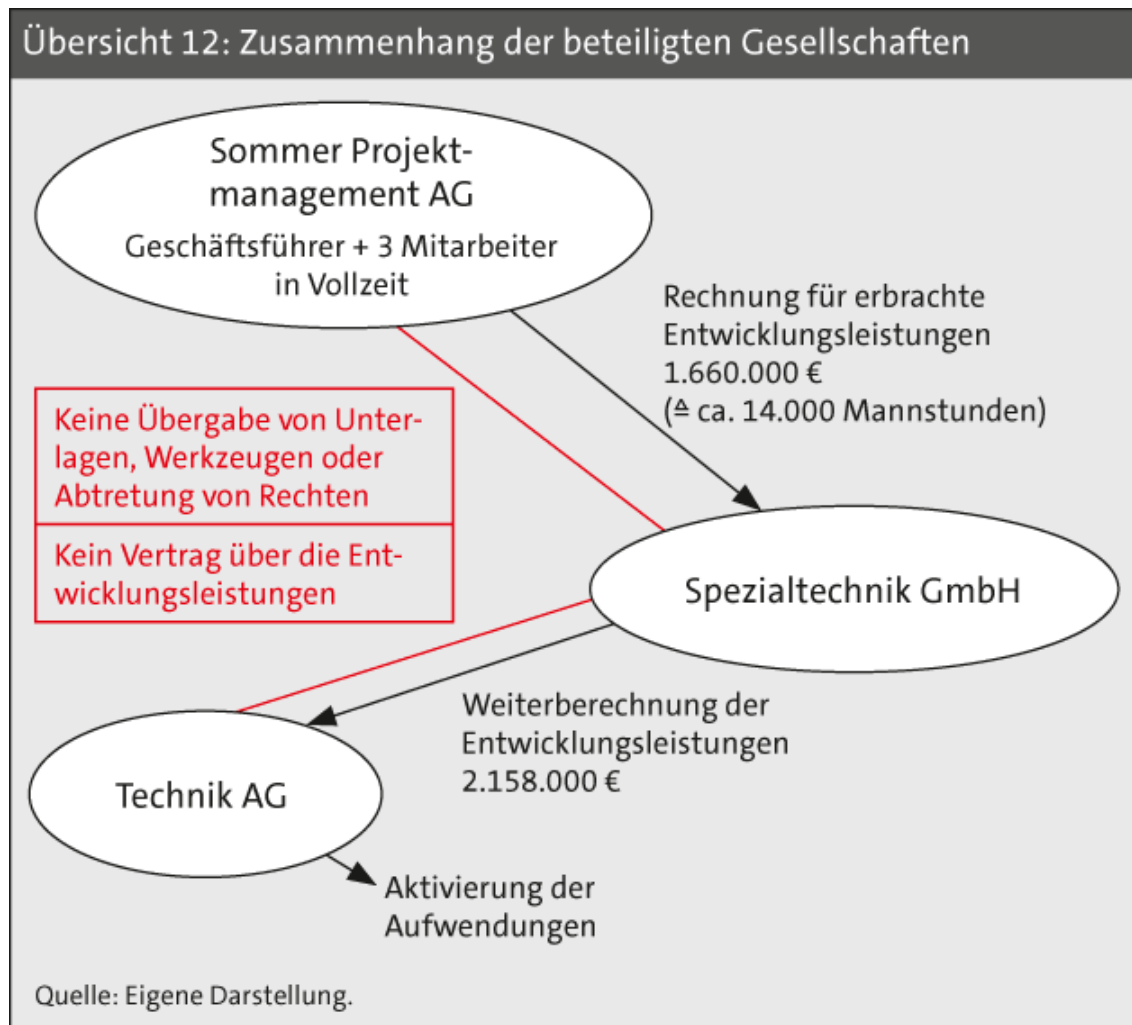 Übersicht 12: Zusammenhang der beteiligten Gesellschaften
Sommer Projekt-
management AG
Geschäftsführer + 3 Mitarbeiter
in Vollzeit
Rechnung für erbrachte
Entwicklungsleistungen
1.660.000 €
(≙ ca. 14.000 Mannstunden)
Keine Übergabe von Unter-
lagen, Werkzeugen oder
Abtretung von Rechten
Kein Vertrag über die Ent-
wicklungsleistungen
Spezialtechnik GmbH
Weiterberechnung der
Entwicklungsleistungen
2.158.000 €
Technik AG
Aktivierung der
Aufwendungen
Quelle: Eigene Darstellung.